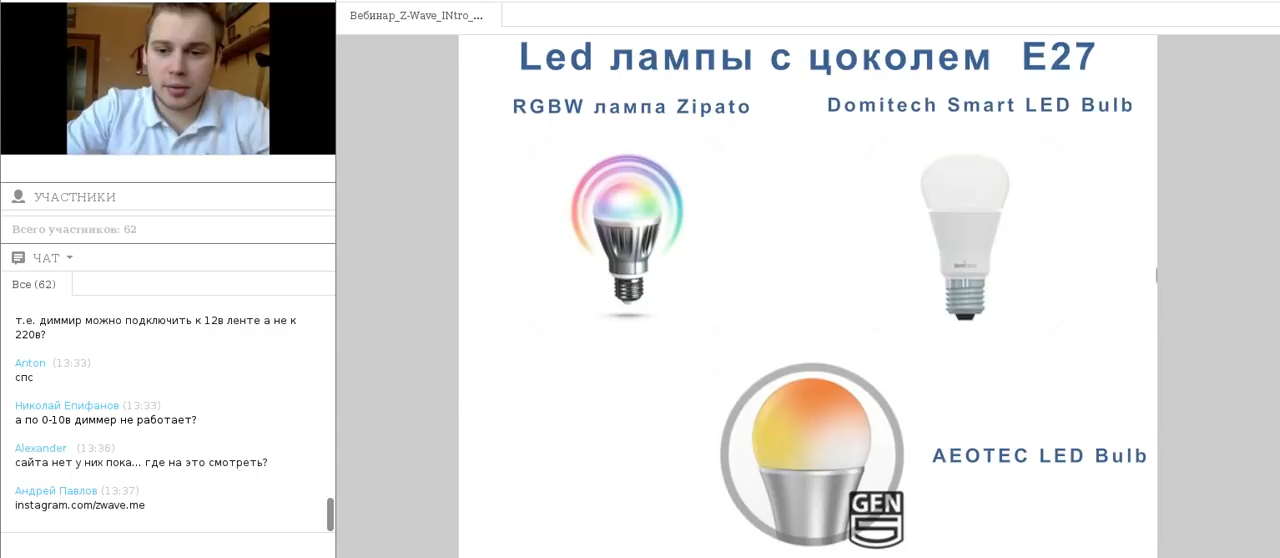 Вебинар_Z-Wave_INtro_...
Led лампы с цоколем E27
RGBW лампа Zipato
Domitech Smart LED Bulb
AEOTEC LED Bulb
GEN
5
УЧАСТНИКИ
Всего участников: 62
ЧАТ
Все (62)
т.е. диммир можно подключить к 12в ленте а не к
220в?
Anton (13:33)
спс
Николай Епифанов (13:33)
а по 0-10в диммер не работает?
Alexander (13:36)
сайта нет у них пока... где на это смотреть?
Андрей Павлов (13:37)
instagram.com/zwave.me